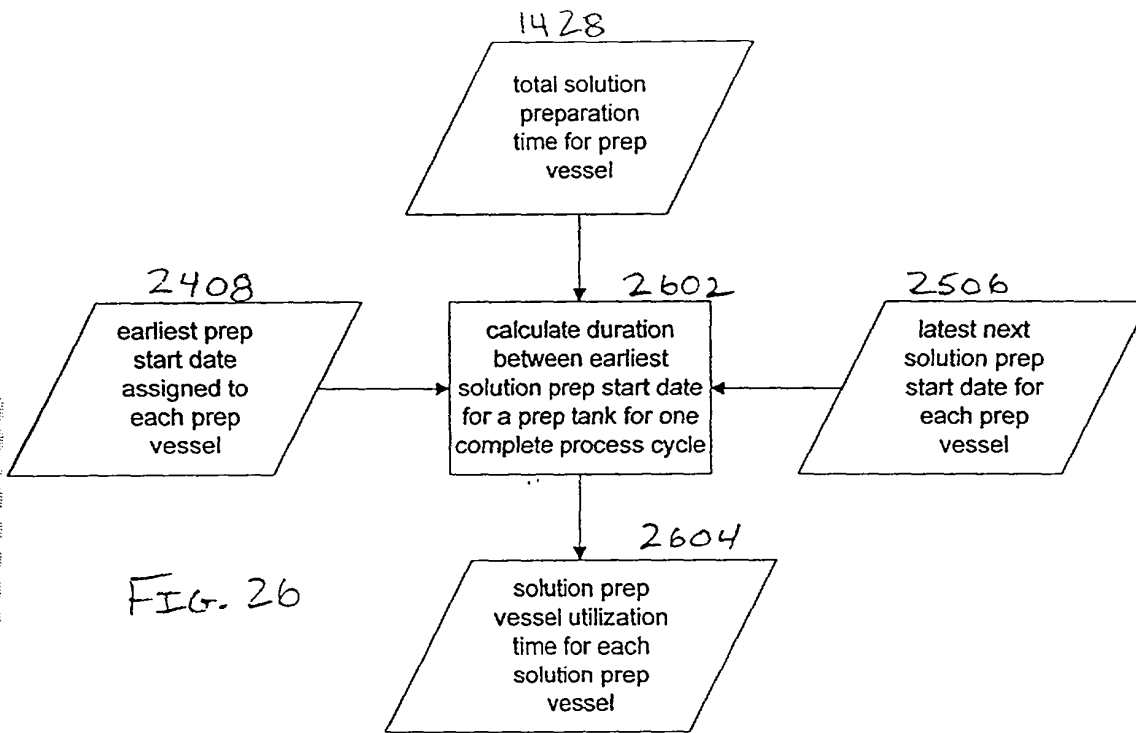 1428
total solution
preparation
time for prep
vessel
2408
earliest prep
start date
assigned to
each prep
vessel
2602
calculate duration
between earliest
solution prep start date
for a prep tank for one
complete process cycle
2506
latest next
solution prep
start date for
each prep
vessel
2604
solution prep
vessel utilization
time for each
solution prep
vessel
FIG. 26